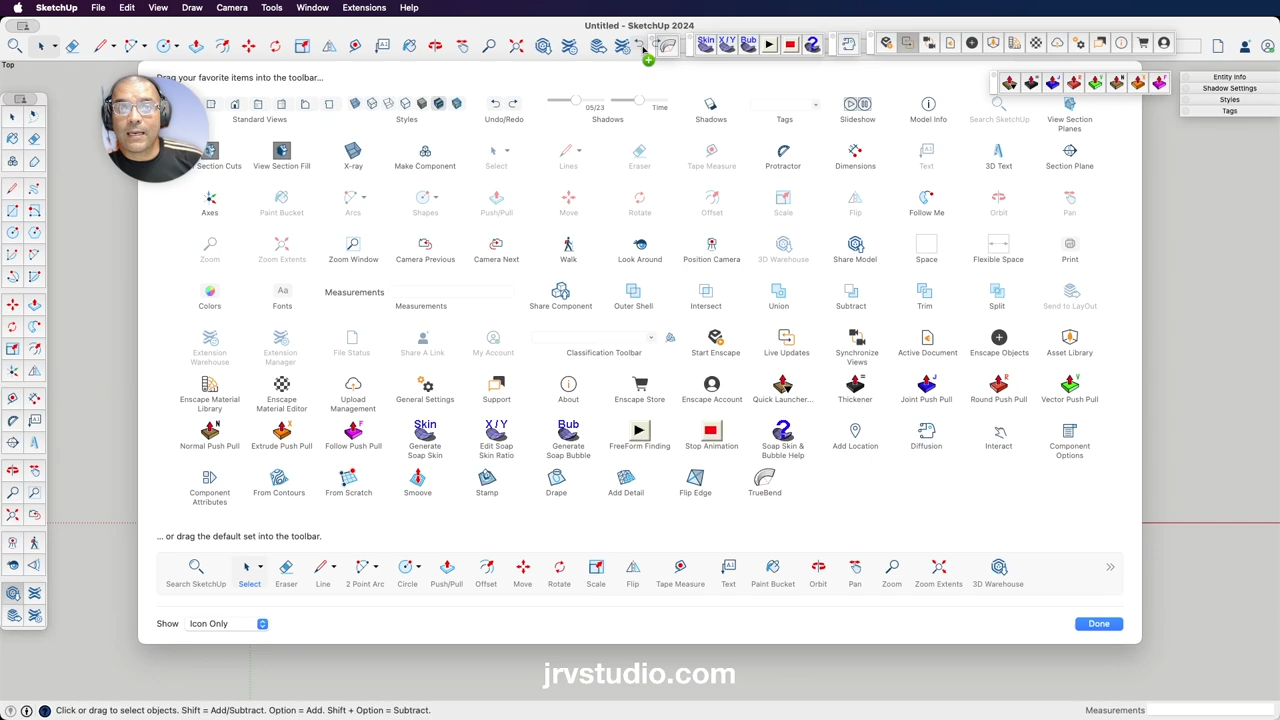 SketchUp File Edit View Draw Camera Tools Window Extensions Help
Untitled - SketchUp 2024
Top
Drag your favorite items into the toolbar...
Entity Info
Shadow Settings
Styles
Tags
05/23 Time
Standard Views Styles Undo/Redo Shadows Shadows Tags Slideshow Model Info Search SketchUp View Section
Planes
Section Cuts View Section Fill X-ray Make Component Select Lines Eraser Tape Measure Protractor Dimensions Text 3D Text Section Plane
Axes Paint Bucket Arcs Shapes Push/Pull Move Rotate Offset Scale Flip Follow Me Orbit Pan
Zoom Zoom Extents Zoom Window Camera Previous Camera Next Walk Look Around Position Camera 3D Warehouse Share Model Space Flexible Space Print
Aa Measurements
Colors Fonts Measurements Share Component Outer Shell Intersect Union Subtract Trim Split Send to LayOut
Extension
Warehouse Extension
Manager File Status Share A Link My Account Classification Toolbar Start Enscape Live Updates Synchronize
Views Active Document Enscape Objects Asset Library
Enscape Material
Library Enscape
Material Editor Upload
Management General Settings Support About Enscape Store Enscape Account Quick Launcher... Thickener Joint Push Pull Round Push Pull Vector Push Pull
Skin X/Y Bub
Normal Push Pull Extrude Push Pull Follow Push Pull Generate
Soap Skin Edit Soap
Skin Ratio Generate
Soap Bubble FreeForm Finding Stop Animation Soap Skin &
Bubble Help Add Location Diffusion Interact Component
Options
Component
Attributes From Contours From Scratch Smoove Stamp Drape Add Detail Flip Edge TrueBend
... or drag the default set into the toolbar.
Search SketchUp Select Eraser Line 2 Point Arc Circle Push/Pull Offset Move Rotate Scale Flip Tape Measure Text Paint Bucket Orbit Pan Zoom Zoom Extents 3D Warehouse
Show Icon Only Done
jrvstudio.com
Click or drag to select objects. Shift = Add/Subtract. Option = Add. Shift + Option = Subtract. Measurements